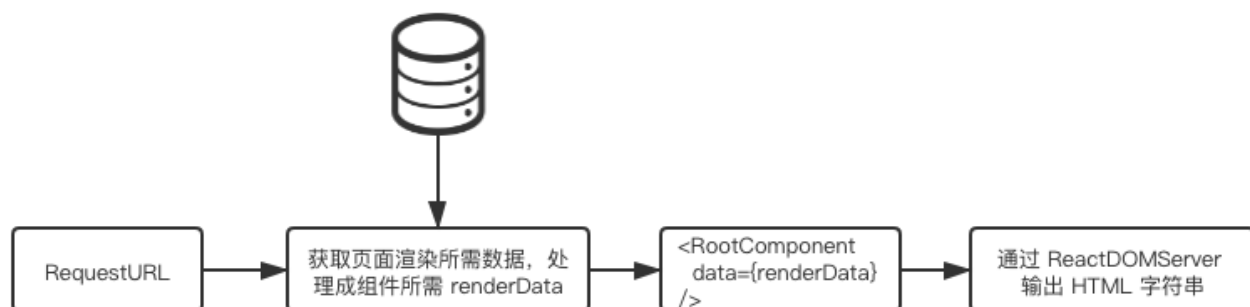 RequestURL
获取页面渲染所需数据，处
理成组件所需 renderData
<RootComponent
data={renderData}
/>
通过 ReactDOMServer
输出 HTML 字符串